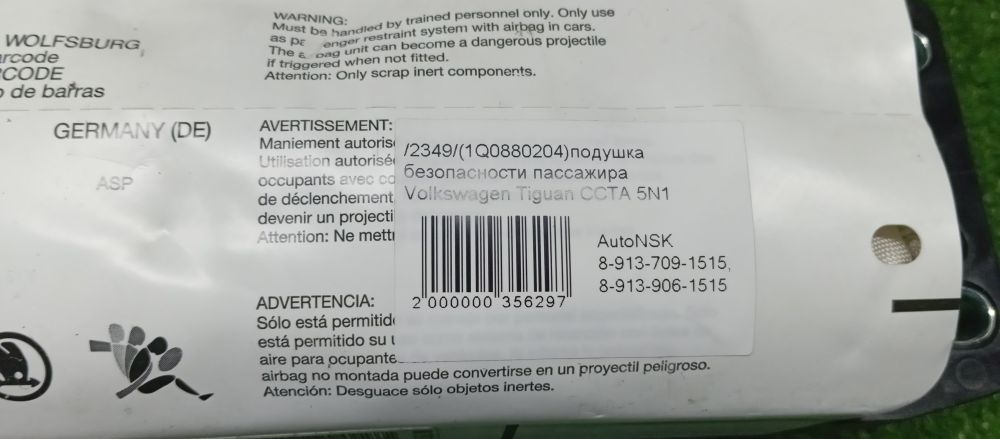 WOLFSBURG
arcode
CODE
de barras
WARNING:
Must be handled by trained personnel only. Only use
as enger restraint system with airbag in cars.
The bag unit can become a dangerous projectile
if triggered when not fitted.
Attention: Only scrap inert components.
GERMANY (DE)
ASP
AVERTISSEMENT:
Maniement autoris
Utilisation autorisé
occupants avec co
de déclenchement
devenir un projecti
Attention: Ne mett
/2349/(1Q0880204)подушка
безопасности пассажира
Volkswagen Tiguan CCTA 5N1
AutoNSK
8-913-709-1515,
8-913-906-1515
2 000000 356297
ADVERTENCIA:
Sólo está permitid
está permitido su
aire para ocupante
airbag no montada puede convertirse en un proyectil peligroso.
Atención: Desguace sólo objetos inertes.